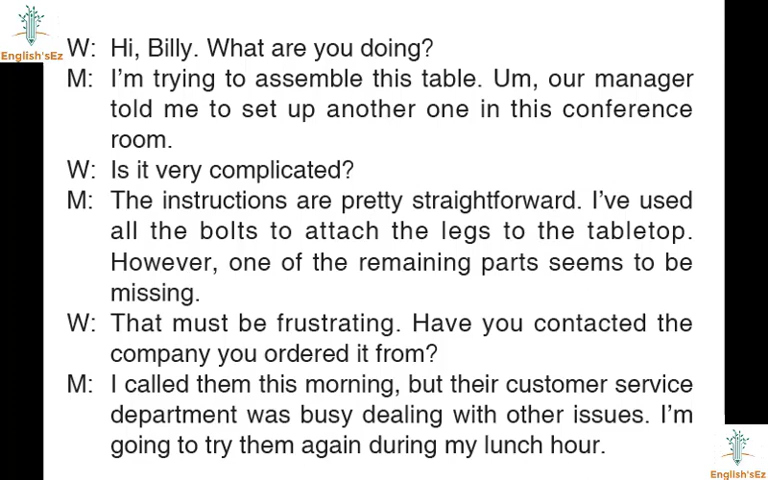 English'sEz
W: Hi, Billy. What are you doing?
M: I'm trying to assemble this table. Um, our manager
told me to set up another one in this conference
room.
W: Is it very complicated?
M: The instructions are pretty straightforward. I've used
all the bolts to attach the legs to the tabletop.
However, one of the remaining parts seems to be
missing.
W: That must be frustrating. Have you contacted the
company you ordered it from?
M: I called them this morning, but their customer service
department was busy dealing with other issues. I'm
going to try them again during my lunch hour.
English'sEz